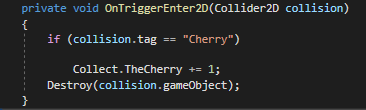 private void OnTriggerEnter2D(Collider2D collision)
{
if (collision.tag == "Cherry")
Collect.TheCherry += 1;
Destroy(collision.gameObject);
}